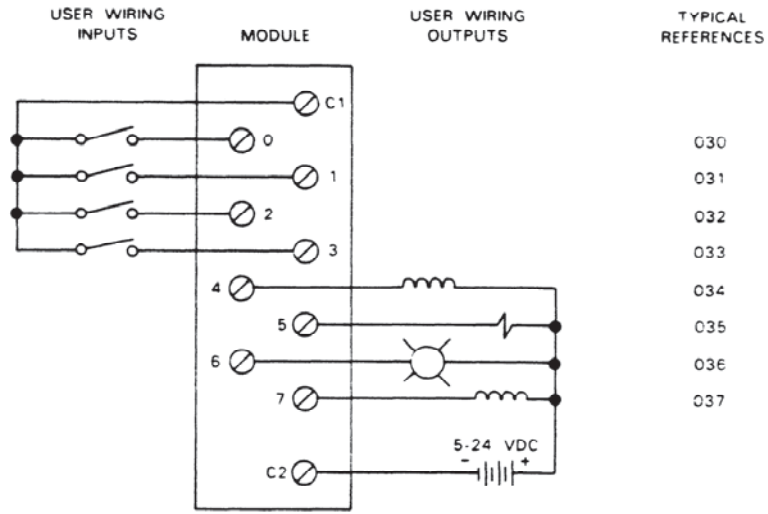 USER WIRING
INPUTS
MODULE
USER WIRING
OUTPUTS
TYPICAL
REFERENCES
C1
0
030
1
031
2
032
3
033
4
034
5
035
6
036
7
037
5-24 VDC
- +
C2